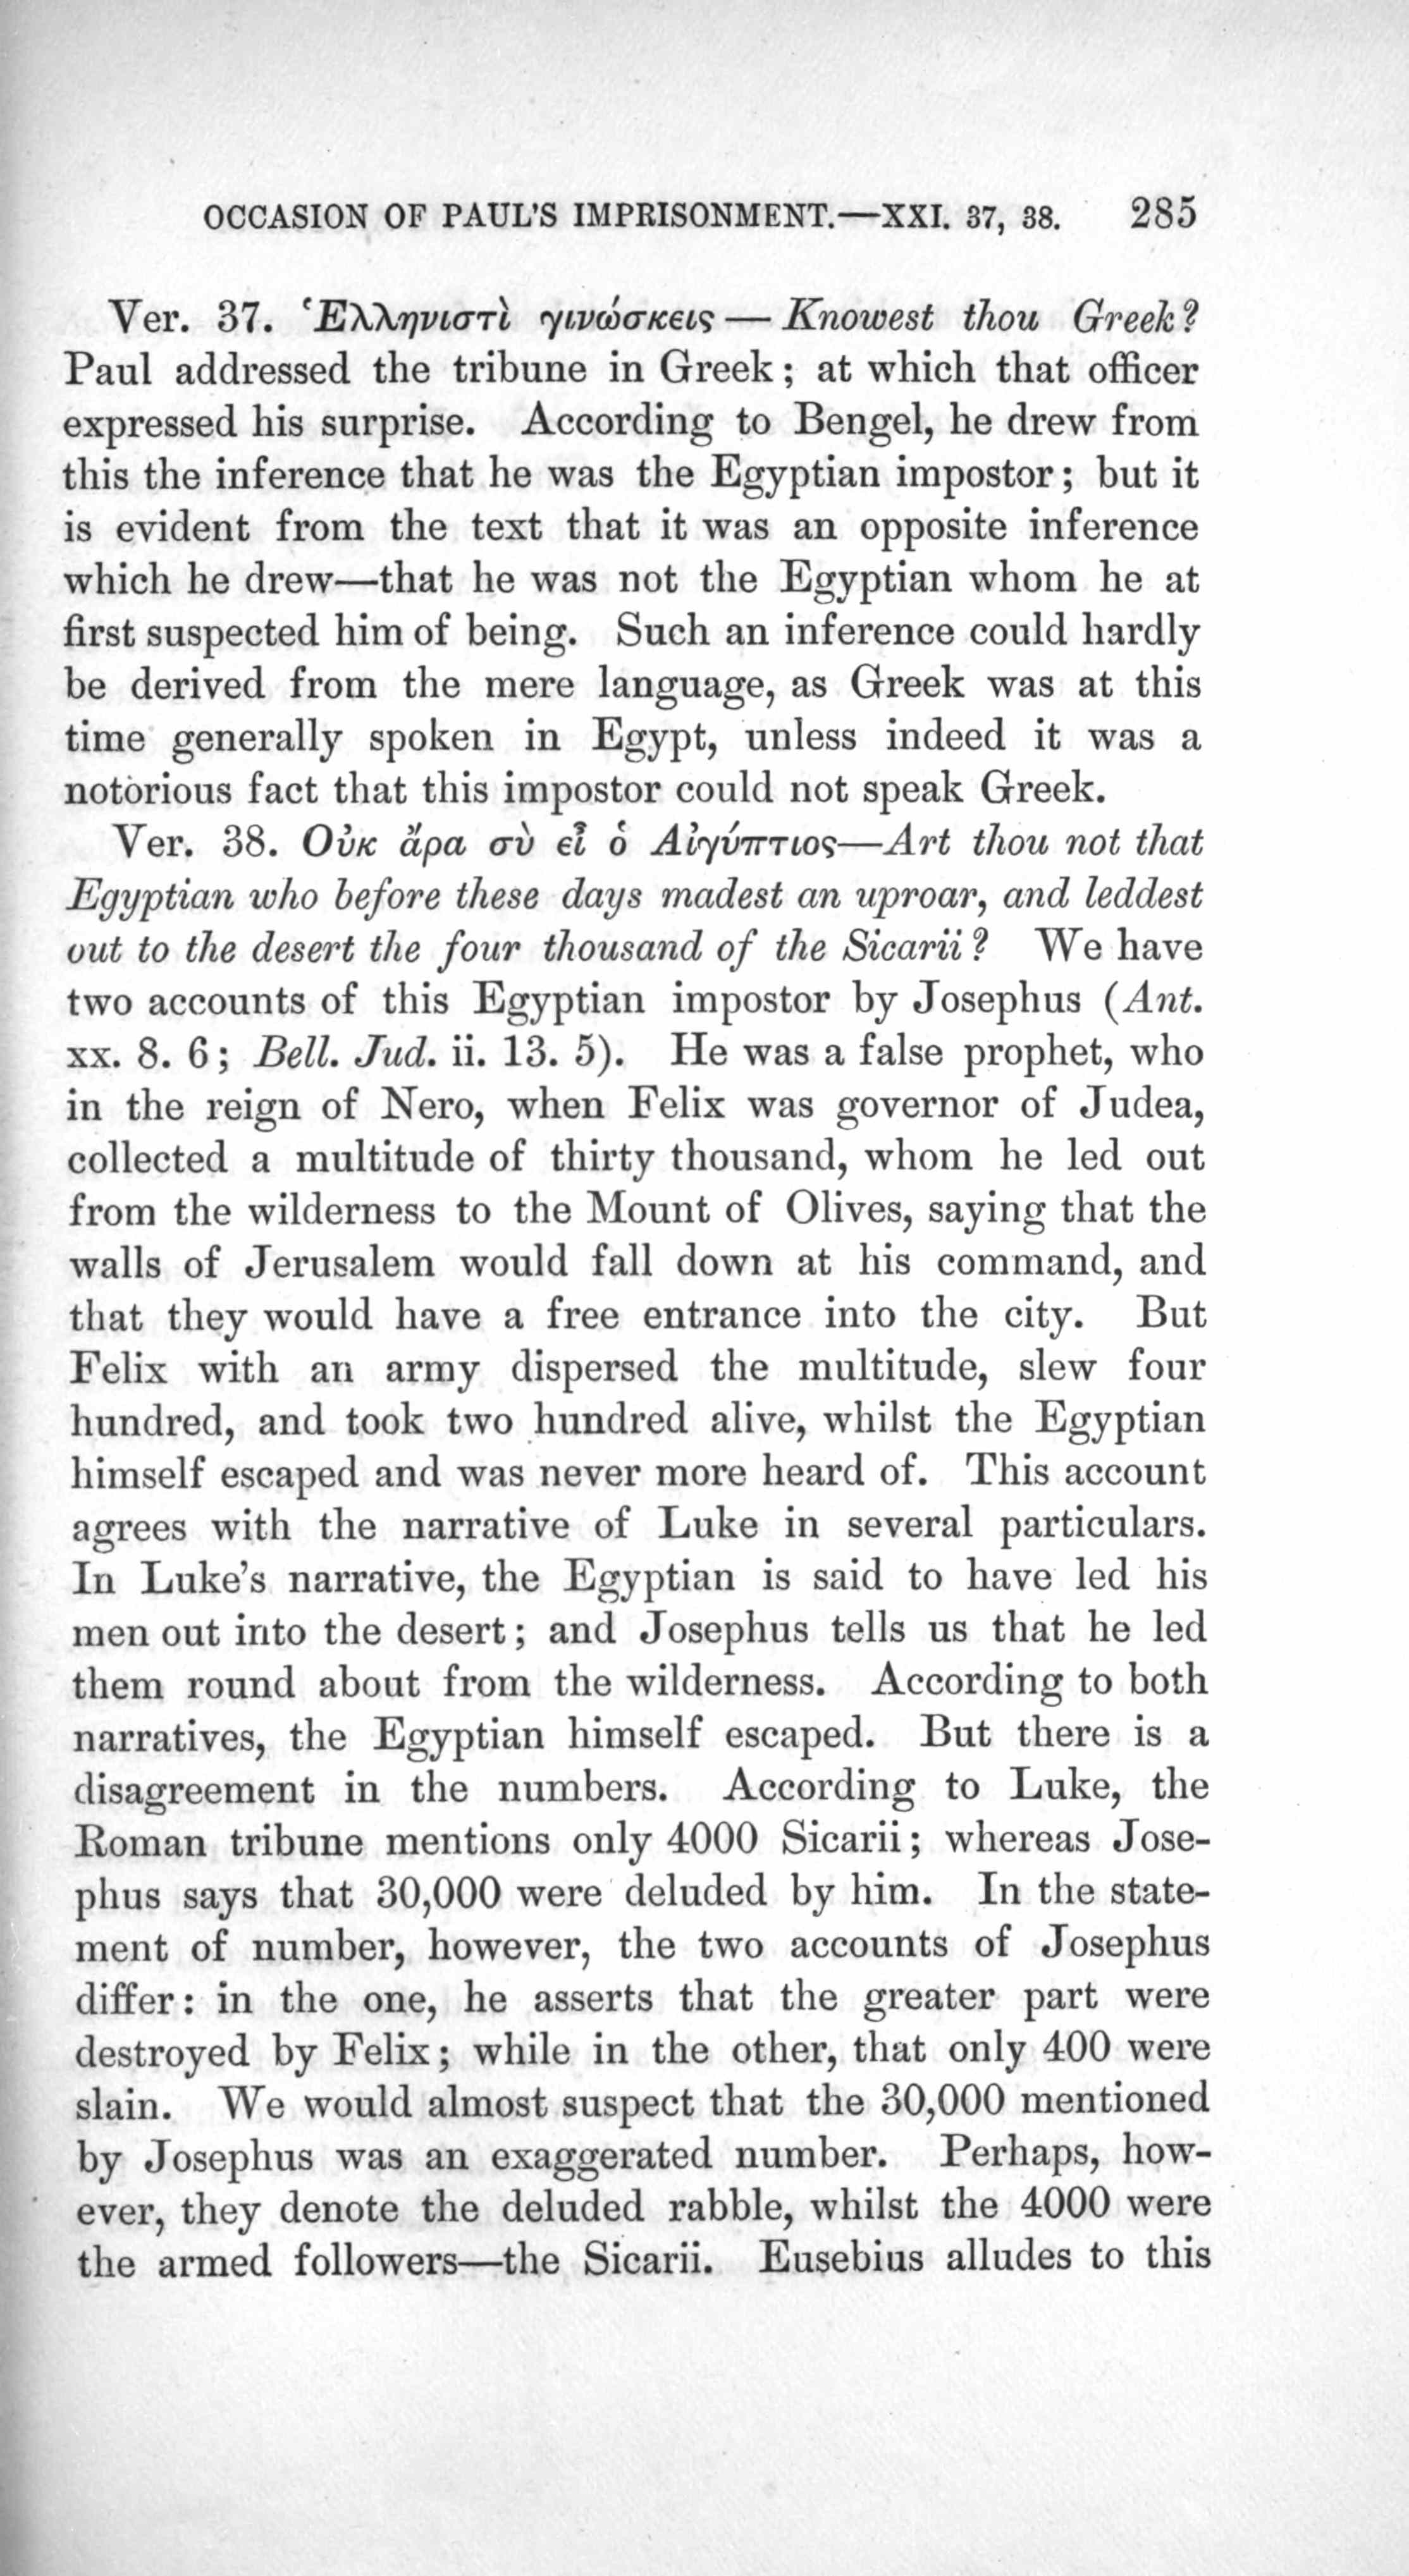 OCCASION OF PAUL'S IMPRISONMENT.—XXI. 37, 38. 285
Ver. 37. Ἑλληνιστὶ γινώσκεις — Knowest thou Greek?
Paul addressed the tribune in Greek; at which that officer
expressed his surprise. According to Bengel, he drew from
this the inference that he was the Egyptian impostor; but it
is evident from the text that it was an opposite inference
which he drew—that he was not the Egyptian whom he at
first suspected him of being. Such an inference could hardly
be derived from the mere language, as Greek was at this
time generally spoken in Egypt, unless indeed it was a
notorious fact that this impostor could not speak Greek.
Ver. 38. Οὐκ ἄρα σὺ εἶ ὁ Αἰγύπτιος—Art thou not that
Egyptian who before these days madest an uproar, and leddest
out to the desert the four thousand of the Sicarii? We have
two accounts of this Egyptian impostor by Josephus (Ant.
xx. 8. 6; Bell. Jud. ii. 13. 5). He was a false prophet, who
in the reign of Nero, when Felix was governor of Judea,
collected a multitude of thirty thousand, whom he led out
from the wilderness to the Mount of Olives, saying that the
walls of Jerusalem would fall down at his command, and
that they would have a free entrance into the city. But
Felix with an army dispersed the multitude, slew four
hundred, and took two hundred alive, whilst the Egyptian
himself escaped and was never more heard of. This account
agrees with the narrative of Luke in several particulars.
In Luke's narrative, the Egyptian is said to have led his
men out into the desert; and Josephus tells us that he led
them round about from the wilderness. According to both
narratives, the Egyptian himself escaped. But there is a
disagreement in the numbers. According to Luke, the
Roman tribune mentions only 4000 Sicarii; whereas Jose-
phus says that 30,000 were deluded by him. In the state-
ment of number, however, the two accounts of Josephus
differ: in the one, he asserts that the greater part were
destroyed by Felix; while in the other, that only 400 were
slain. We would almost suspect that the 30,000 mentioned
by Josephus was an exaggerated number. Perhaps, how-
ever, they denote the deluded rabble, whilst the 4000 were
the armed followers—the Sicarii. Eusebius alludes to this